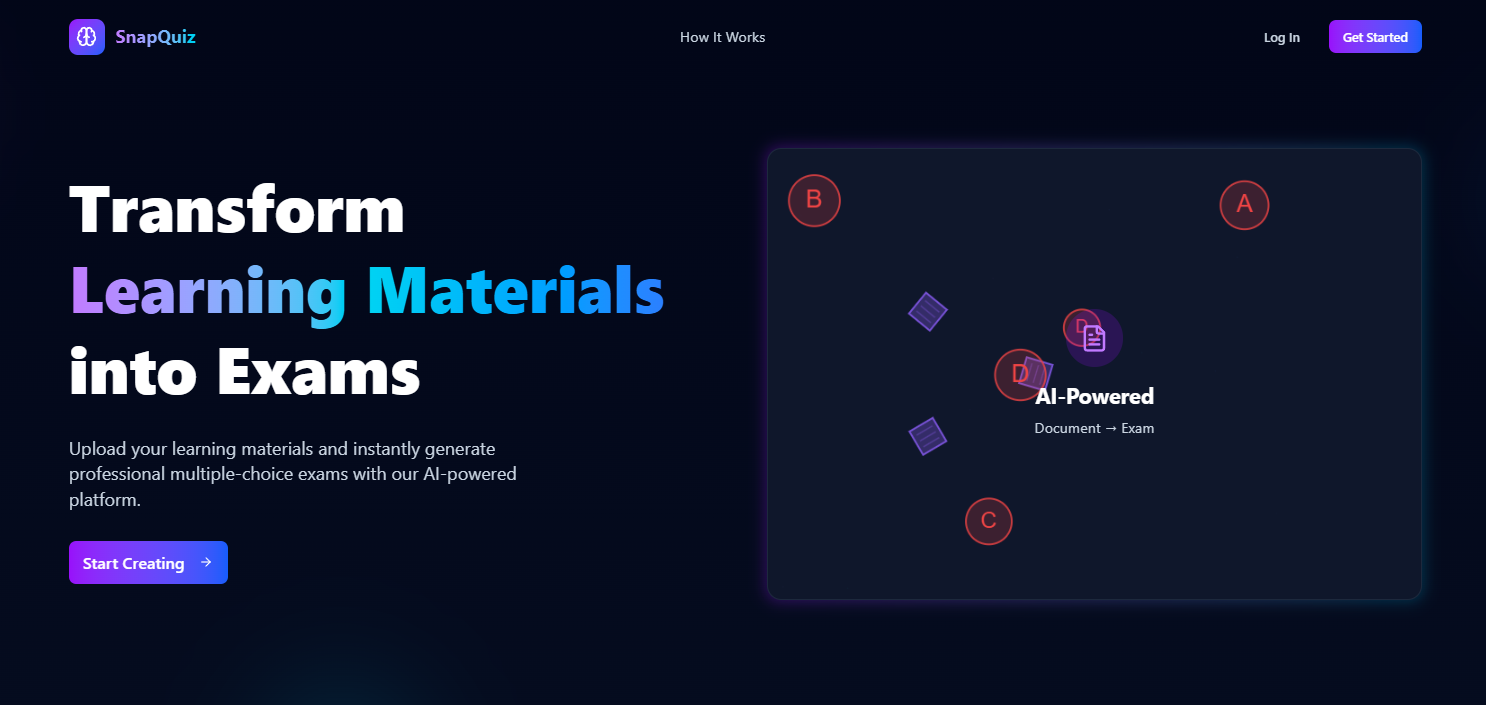 SnapQuiz
How It Works
Log In
Get Started
Transform
Learning Materials
into Exams
Upload your learning materials and instantly generate
professional multiple-choice exams with our AI-powered
platform.
Start Creating →
B
A
D
D
AI-Powered
Document → Exam
C